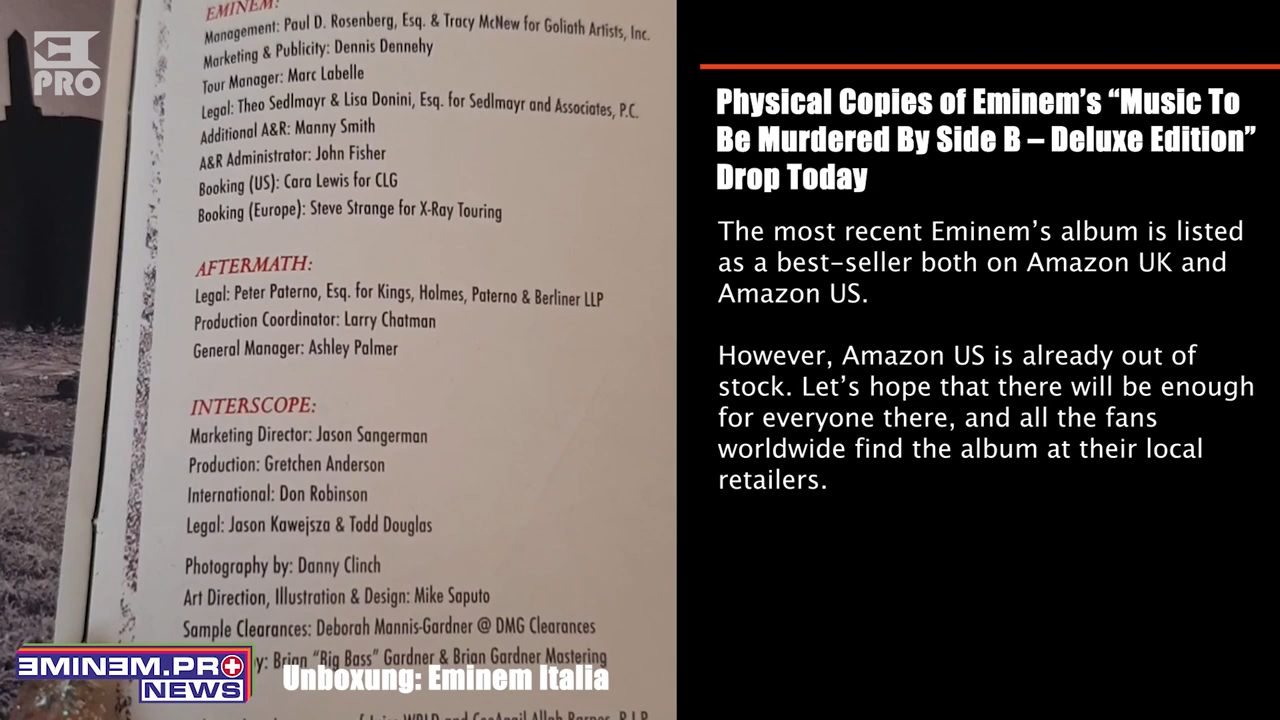 EMINEM:
Management: Paul D. Rosenberg, Esq. & Tracy McNew for Goliath Artists, Inc.
Marketing & Publicity: Dennis Dennehy
Tour Manager: Marc Labelle
Legal: Theo Sedlmayr & Lisa Donini, Esq. for Sedlmayr and Associates, P.C.
Additional A&R: Manny Smith
A&R Administrator: John Fisher
Booking (US): Cara Lewis for CLG
Booking (Europe): Steve Strange for X-Ray Touring
AFTERMATH:
Legal: Peter Paterno, Esq. for Kings, Holmes, Paterno & Berliner LLP
Production Coordinator: Larry Chatman
General Manager: Ashley Palmer
INTERSCOPE:
Marketing Director: Jason Sangerman
Production: Gretchen Anderson
International: Don Robinson
Legal: Jason Kawejsza & Todd Douglas
Photography by: Danny Clinch
Art Direction, Illustration & Design: Mike Saputo
Sample Clearances: Deborah Mannis-Gardner @ DMG Clearances
by: Brian “Big Bass” Gardner & Brian Gardner Mastering
E PRO
EMINEM.PRO
NEWS
Unboxung: Eminem Italia
Physical Copies of Eminem’s “Music To
Be Murdered By Side B – Deluxe Edition”
Drop Today
The most recent Eminem’s album is listed
as a best-seller both on Amazon UK and
Amazon US.
However, Amazon US is already out of
stock. Let’s hope that there will be enough
for everyone there, and all the fans
worldwide find the album at their local
retailers.